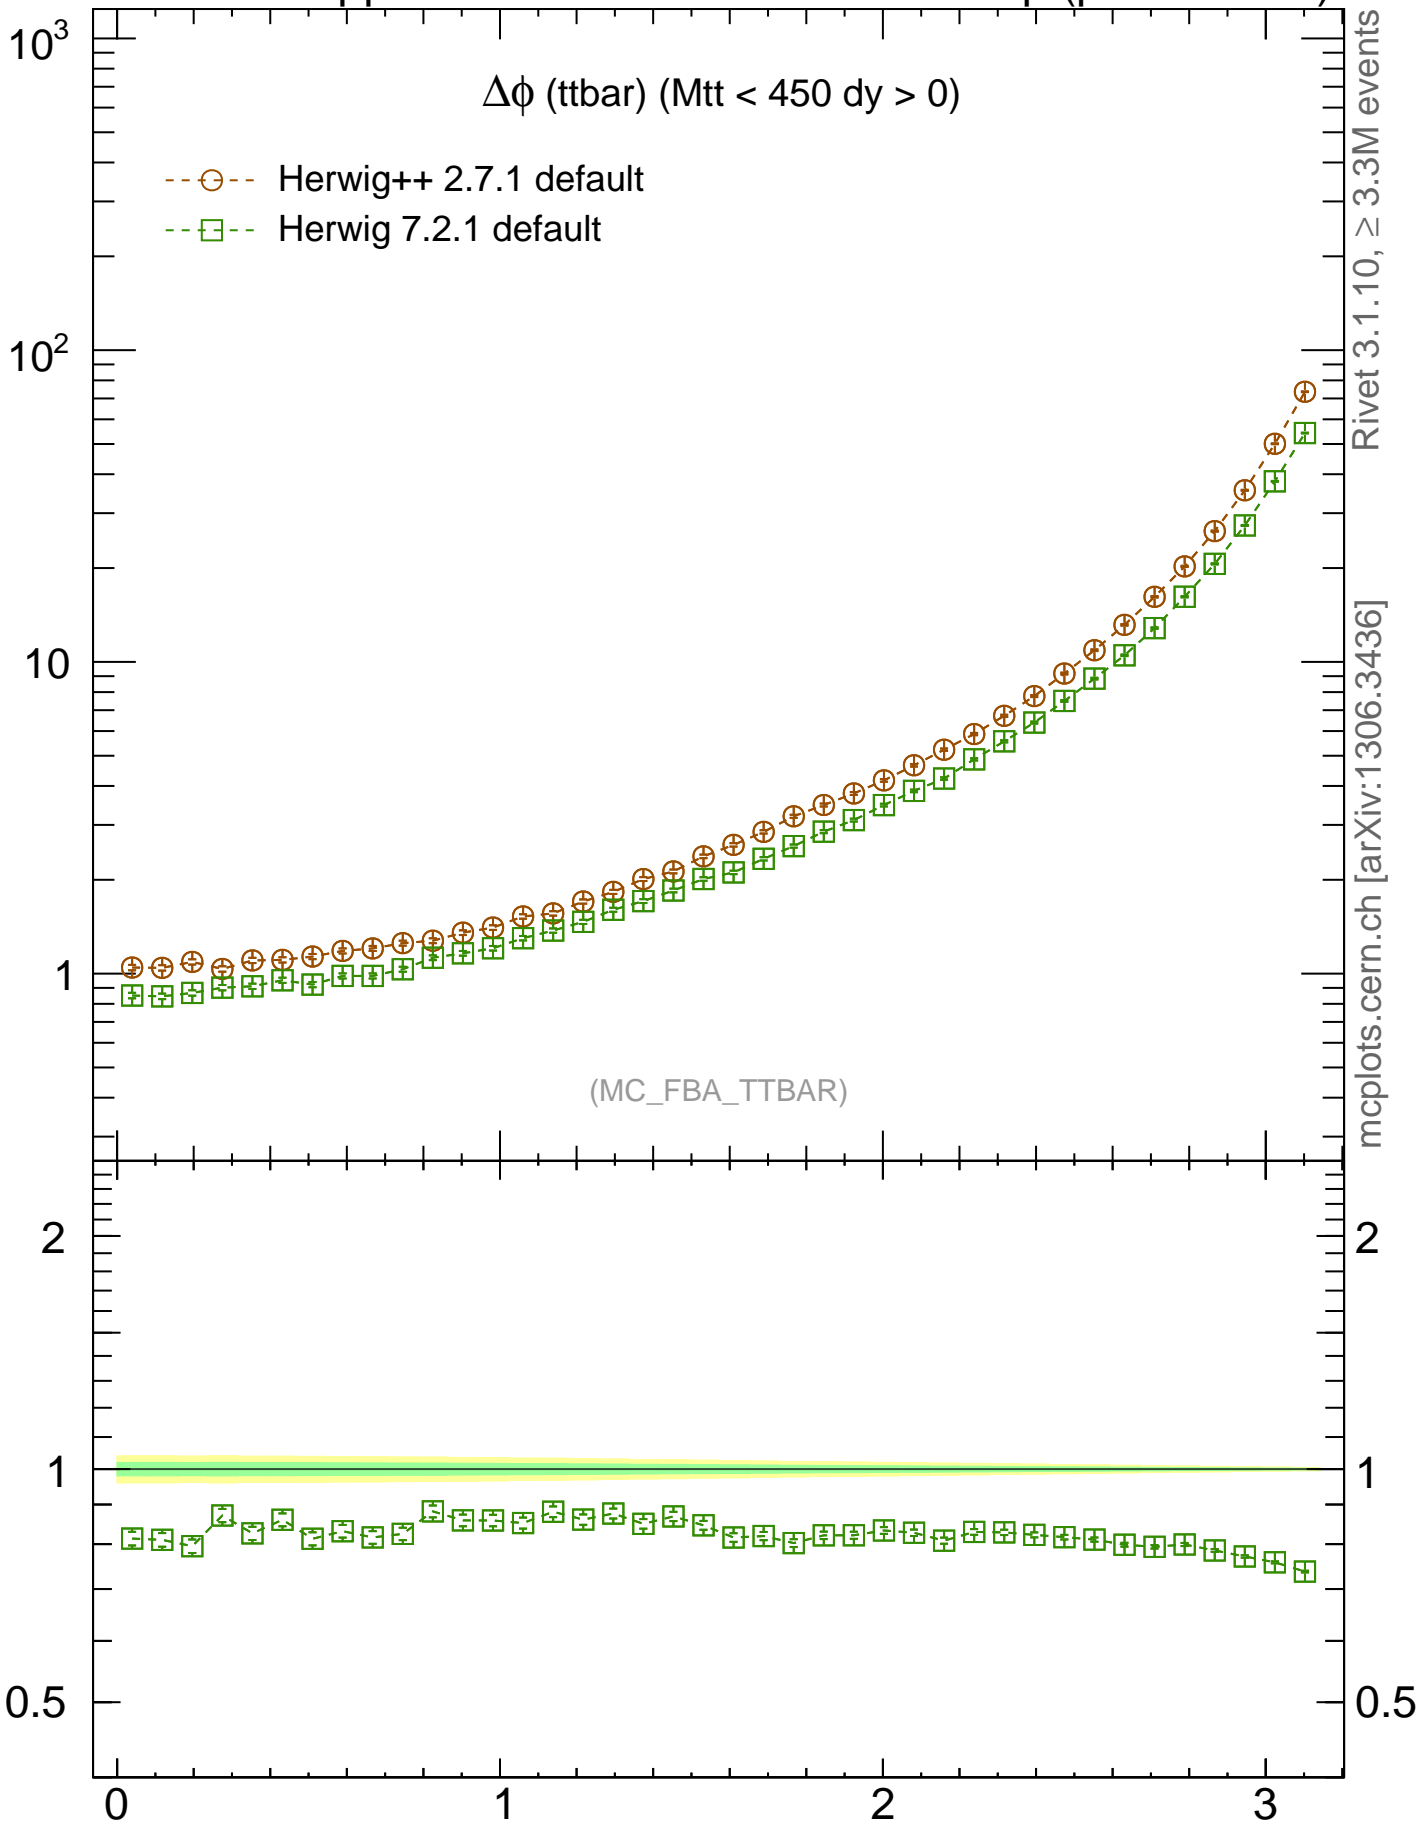 Δϕ (ttbar) (Mtt < 450 dy > 0)
Herwig++ 2.7.1 default
Herwig 7.2.1 default
10³
10²
10
1
(MC_FBA_TTBAR)
Rivet 3.1.10, ≥ 3.3M events
mcplots.cern.ch [arXiv:1306.3436]
2
1
0.5
2
1
0.5
0 1 2 3